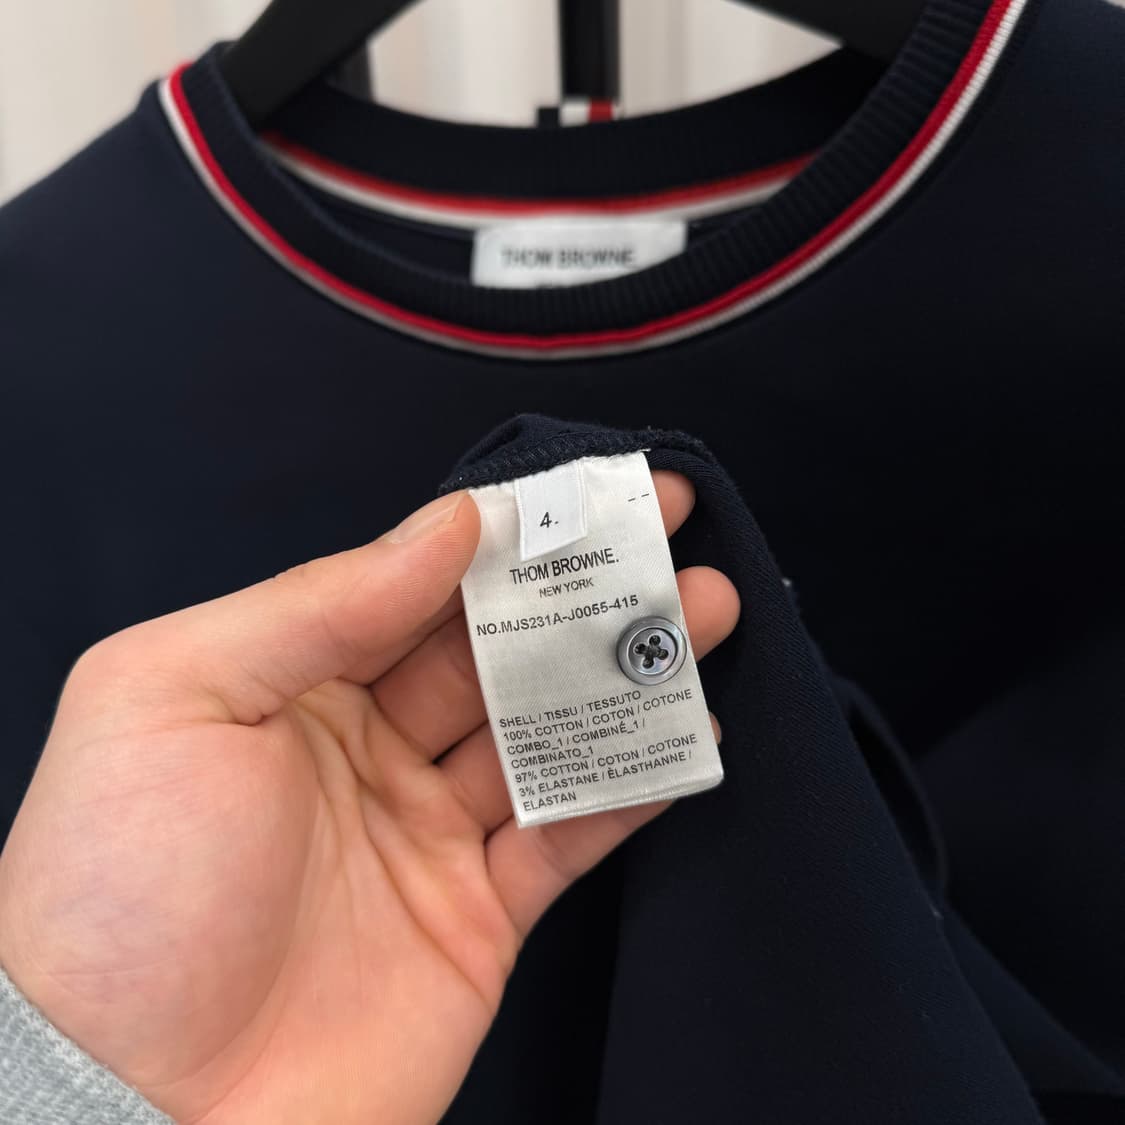 THOM BROWNE.
4.
--
THOM BROWNE.
NEW YORK
NO.MJS231A-J0055-415
SHELL / TISSU / TESSUTO
100% COTTON / COTON / COTONE
COMBO_1 / COMBINÉ_1 /
COMBINATO_1
97% COTTON / COTON / COTONE
3% ELASTANE / ÈLASTHANNE /
ELASTAN